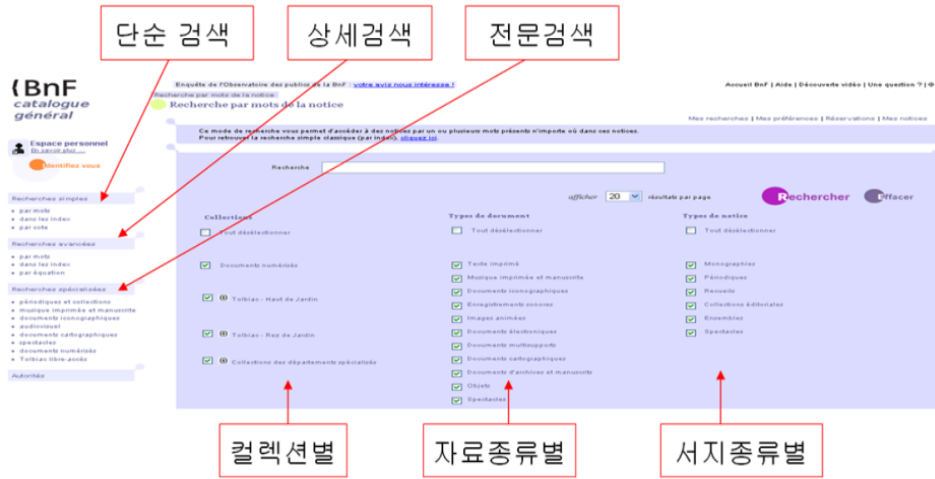 단순 검색
상세검색
전문검색
(BnF
catalogue
général
Enquête de l'Observatoire des publics de la BnF : votre avis nous intéresse !
Accueil BnF | Aide | Découverte vidéo | Une question ? |
Recherche par mots de la notice
Recherche par mots de la notice
Mes recherches | Mes préférences | Réservations | Mes notices
Ce mode de recherche vous permet d'accéder à des notices par un ou plusieurs mots présents n'importe où dans ces notices.
Pour retrouver la recherche simple classique (par index), cliquez ici.
Espace personnel
En savoir plus ...
Identifiez vous
Recherche
afficher 20 résultats par page
Rechercher
Effacer
Recherches simples
par mots
dans les index
par cote
Recherches avancées
par mots
dans les index
par équation
Recherches spécialisées
périodiques et collections
musique imprimée et manuscrite
documents iconographiques
audiovisuel
documents cartographiques
spectacles
documents numérisés
Tolbiac libre-accès
Autorités
Collections
Tout désélectionner
Documents numérisés
Tolbiac - Haut de Jardin
Tolbiac - Rez de Jardin
Collections des départements spécialisés
Types de document
Tout désélectionner
Texte imprimé
Musique imprimée et manuscrite
Documents iconographiques
Enregistrements sonores
Images animées
Documents électroniques
Documents multisupports
Documents cartographiques
Documents d'archives et manuscrits
Objets
Spectacles
Types de notice
Tout désélectionner
Monographies
Périodiques
Recueils
Collections éditoriales
Ensembles
Spectacles
컬렉션별
자료종류별
서지종류별